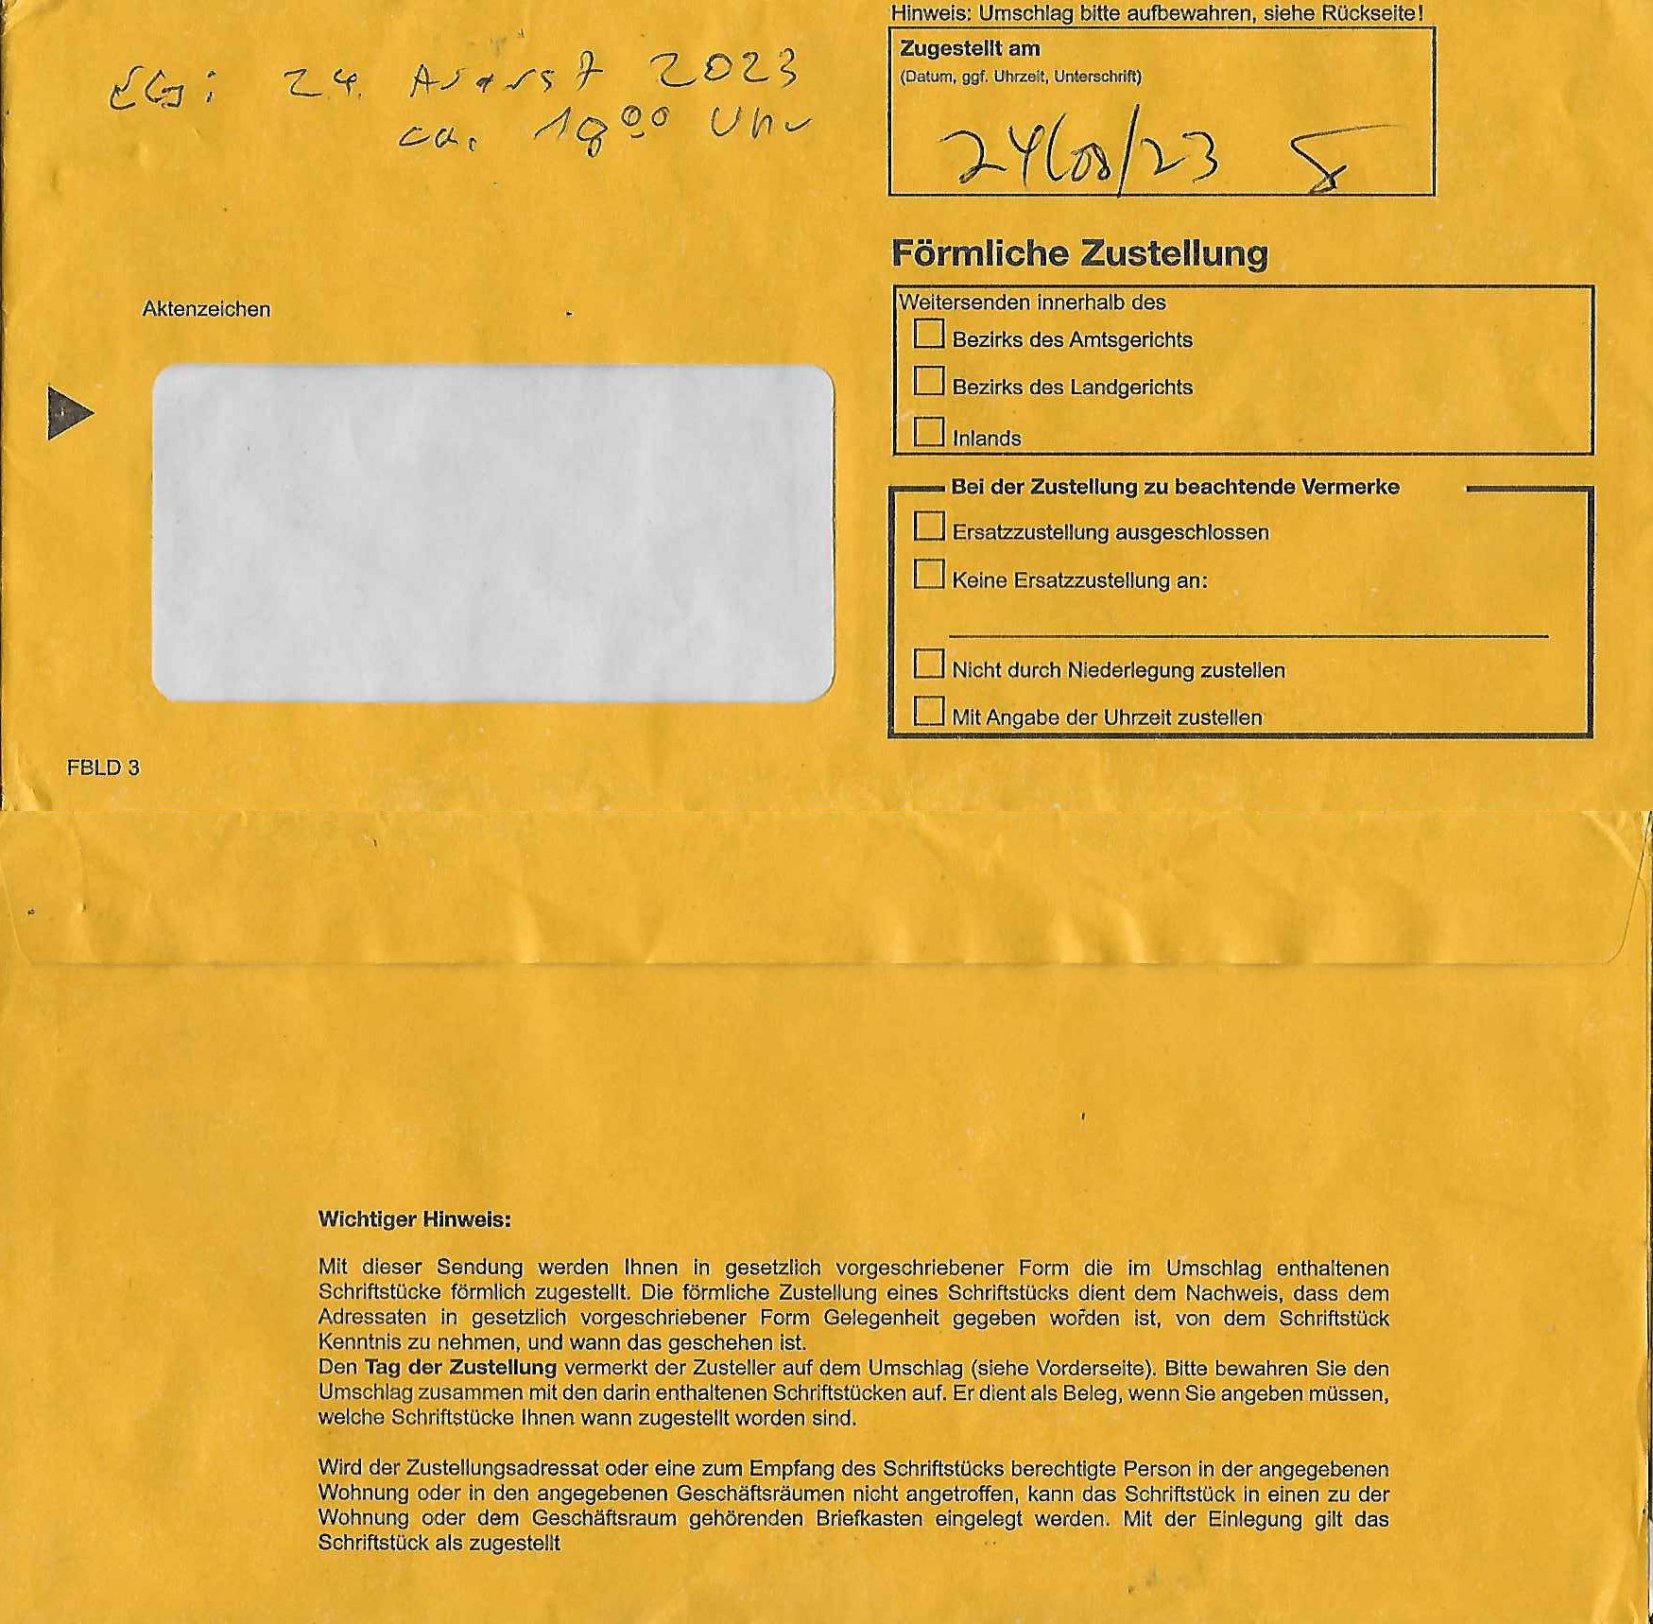 Hinweis: Umschlag bitte aufbewahren, siehe Rückseite!
Zugestellt am
(Datum, ggf. Uhrzeit, Unterschrift)
24/08/23
24. August 2023
ca. 18 00 Uhr
Förmliche Zustellung
Weitersenden innerhalb des
Bezirks des Amtsgerichts
Bezirks des Landgerichts
Inlands
Aktenzeichen
Bei der Zustellung zu beachtende Vermerke
Ersatzzustellung ausgeschlossen
Keine Ersatzzustellung an:
Nicht durch Niederlegung zustellen
Mit Angabe der Uhrzeit zustellen
FBLD 3
Wichtiger Hinweis:
Mit dieser Sendung werden Ihnen in gesetzlich vorgeschriebener Form die im Umschlag enthaltenen
Schriftstücke förmlich zugestellt. Die förmliche Zustellung eines Schriftstücks dient dem Nachweis, dass dem
Adressaten in gesetzlich vorgeschriebener Form Gelegenheit gegeben worden ist, von dem Schriftstück
Kenntnis zu nehmen, und wann das geschehen ist.
Den Tag der Zustellung vermerkt der Zusteller auf dem Umschlag (siehe Vorderseite). Bitte bewahren Sie den
Umschlag zusammen mit den darin enthaltenen Schriftstücken auf. Er dient als Beleg, wenn Sie angeben müssen,
welche Schriftstücke Ihnen wann zugestellt worden sind.
Wird der Zustellungsadressat oder eine zum Empfang des Schriftstücks berechtigte Person in der angegebenen
Wohnung oder in den angegebenen Geschäftsräumen nicht angetroffen, kann das Schriftstück in einen zu der
Wohnung oder dem Geschäftsraum gehörenden Briefkasten eingelegt werden. Mit der Einlegung gilt das
Schriftstück als zugestellt